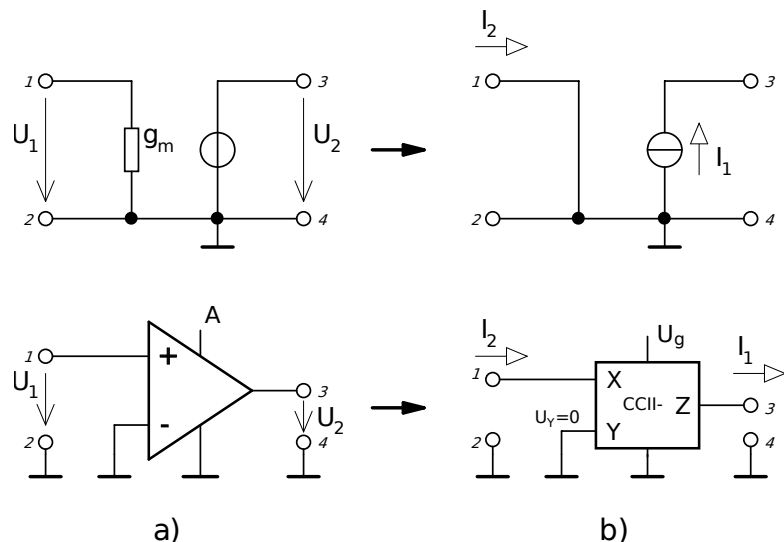 I2
1 3 1 3
U1 gm U2 I1
2 4 2 4
A
I2 Ug I1
1 + 1 X
U1 3 CCII- Z 3
- U2 UY=0 Y
2 4 2 4
a) b)